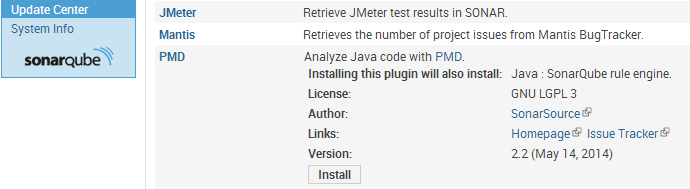 Update Center
System Info
sonarqube
JMeter Retrieve JMeter test results in SONAR.
Mantis Retrieves the number of project issues from Mantis BugTracker.
PMD Analyze Java code with PMD.
Installing this plugin will also install: Java : SonarQube rule engine.
License: GNU LGPL 3
Author: SonarSource
Links: Homepage Issue Tracker
Version: 2.2 (May 14, 2014)
Install